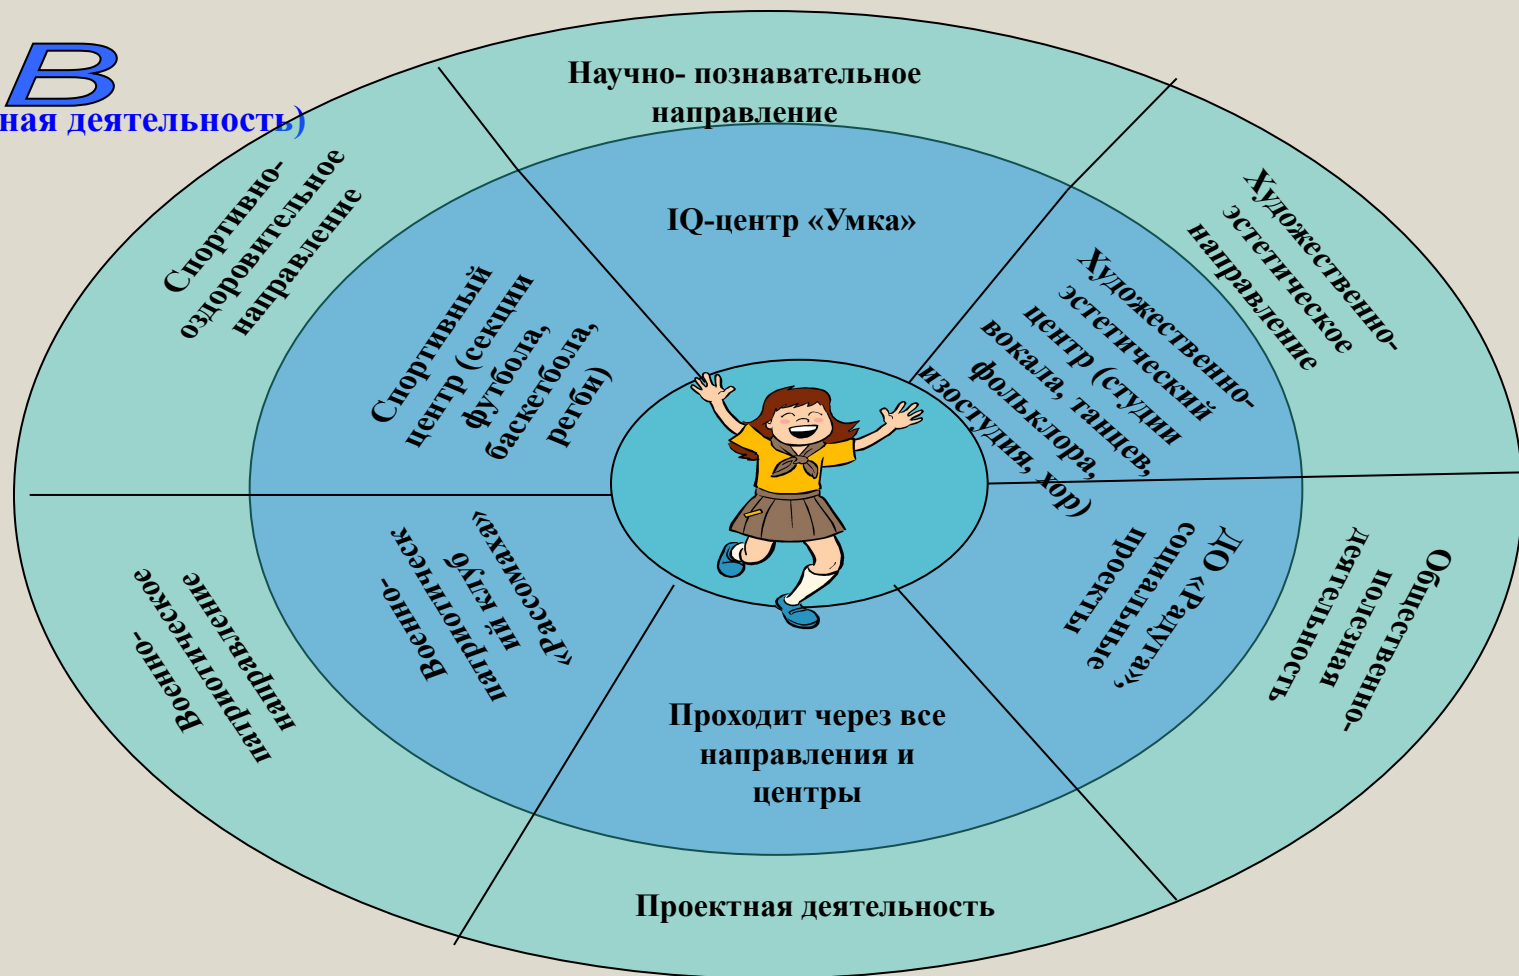 В
ная деятельность)
Научно- познавательное
направление
IQ-центр «Умка»
Спортивно-
оздоровительное
направление
Спортивный
центр (секции
футбола,
баскетбола,
регби)
Художественно-
эстетическое
направление
Художественно-
эстетический
центр (студии
вокала, танцев,
фольклора,
изостудия, хор)
Военно-
патриотическое
направление
Военно-
патриотическ
ий клуб
«Рассомаха»
ДО «Радуга»,
социальные
проекты
Общественно-
полезная
деятельность
Проходит через все
направления и
центры
Проектная деятельность